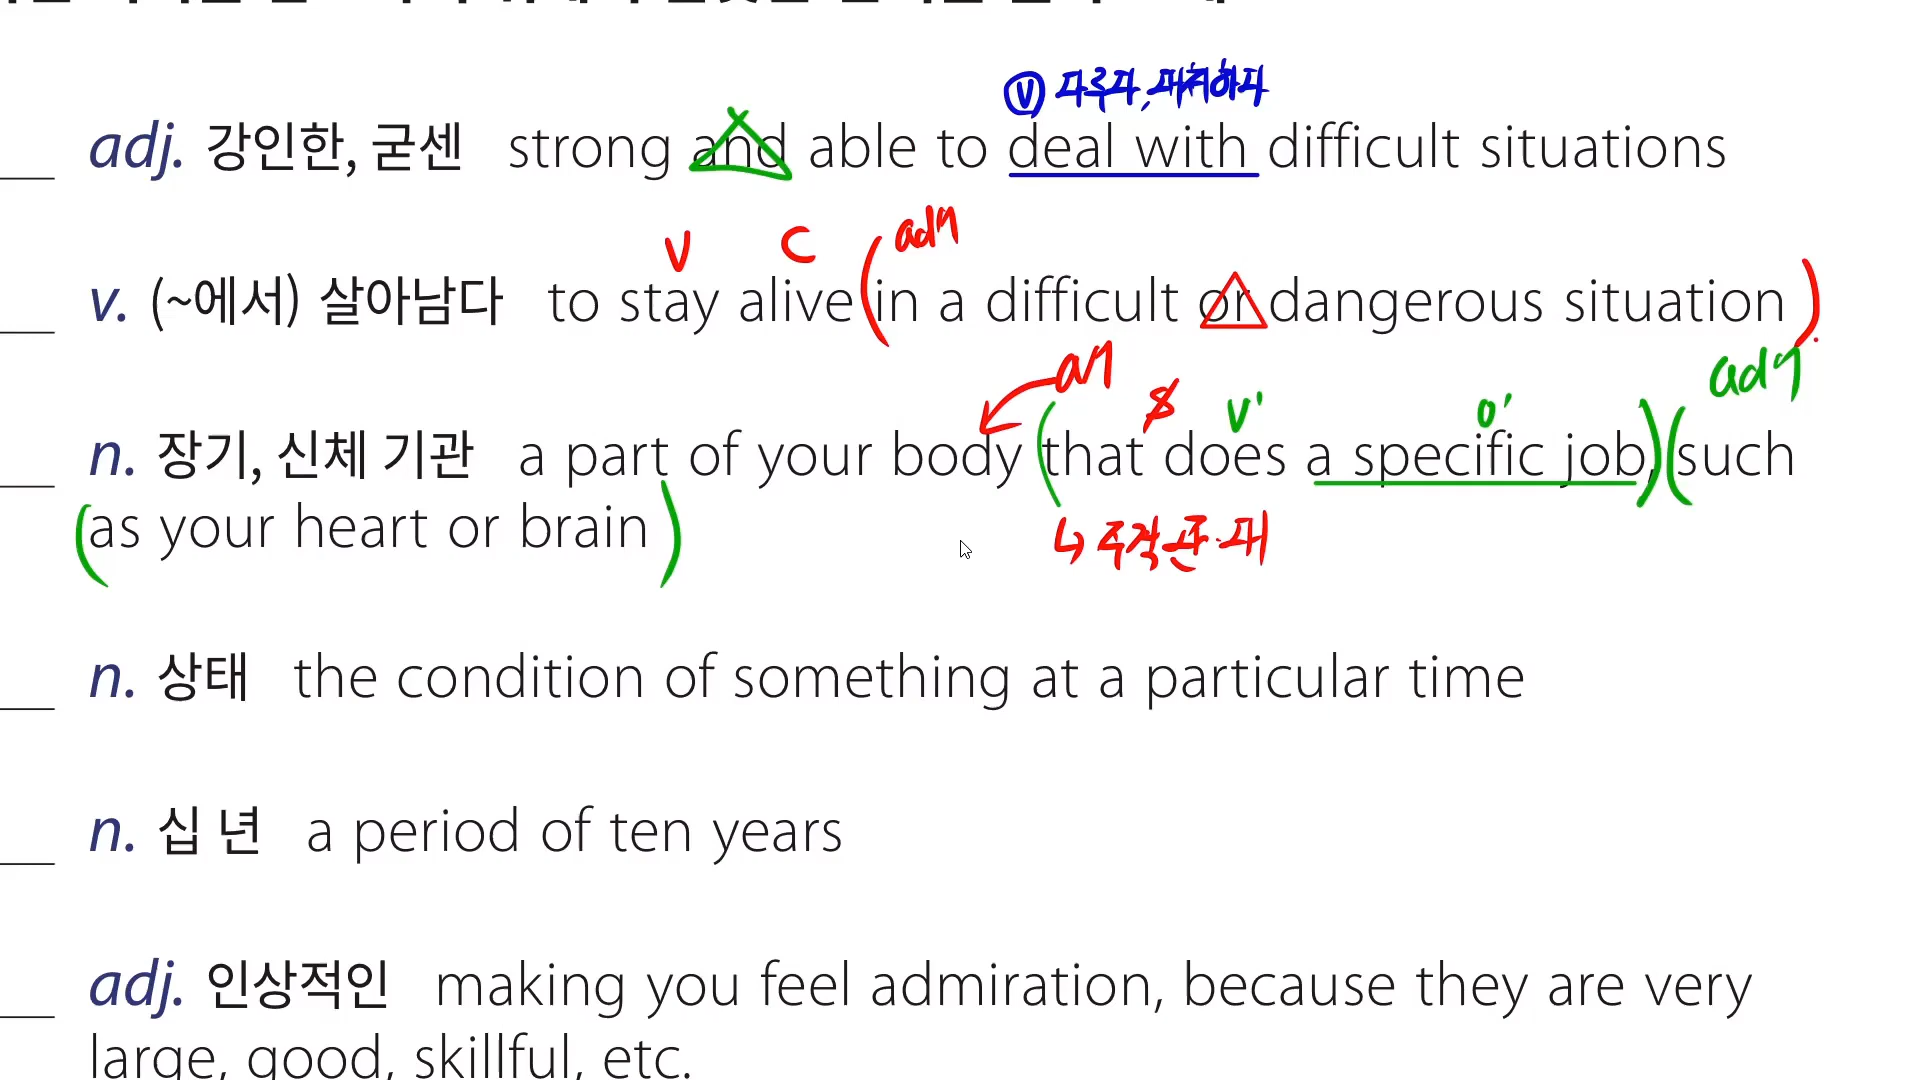 ⓥ 다루다, 대처하다
adj. 강인한, 굳센 strong and able to deal with difficult situations
V C
v. (~에서) 살아남다 to stay alive (in a difficult or dangerous situation)
V' O'
n. 장기, 신체 기관 a part of your body (that does a specific job,) (such
(as your heart or brain)
↳ 주격 관·대
n. 상태 the condition of something at a particular time
n. 십 년 a period of ten years
adj. 인상적인 making you feel admiration, because they are very
large, good, skillful, etc.